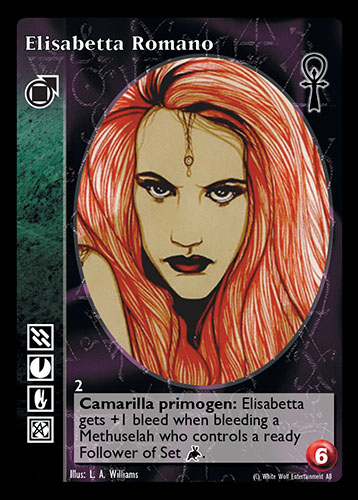 Elisabetta Romano
2
Camarilla primogen: Elisabetta
gets +1 bleed when bleeding a
Methuselah who controls a ready
Follower of Set
6
Illus: L. A. Williams
(C) White Wolf Entertainment AB